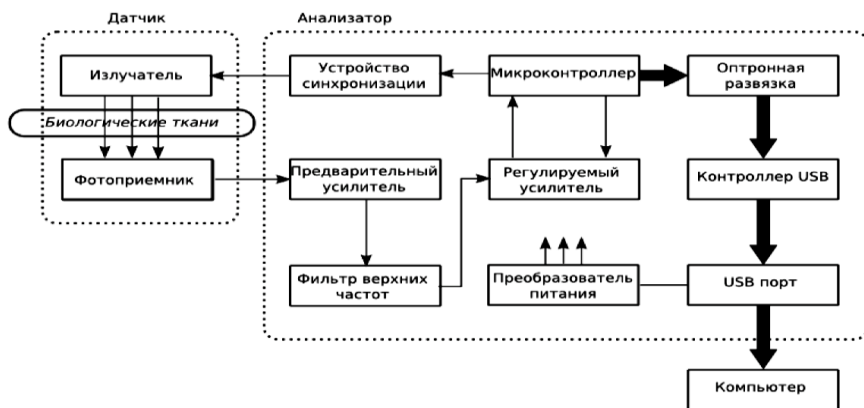 Датчик
Анализатор
Излучатель
Устройство
синхронизации
Микроконтроллер
Оптронная
развязка
Биологические ткани
Фотоприемник
Предварительный
усилитель
Регулируемый
усилитель
Контроллер USB
Фильтр верхних
частот
Преобразователь
питания
USB порт
Компьютер